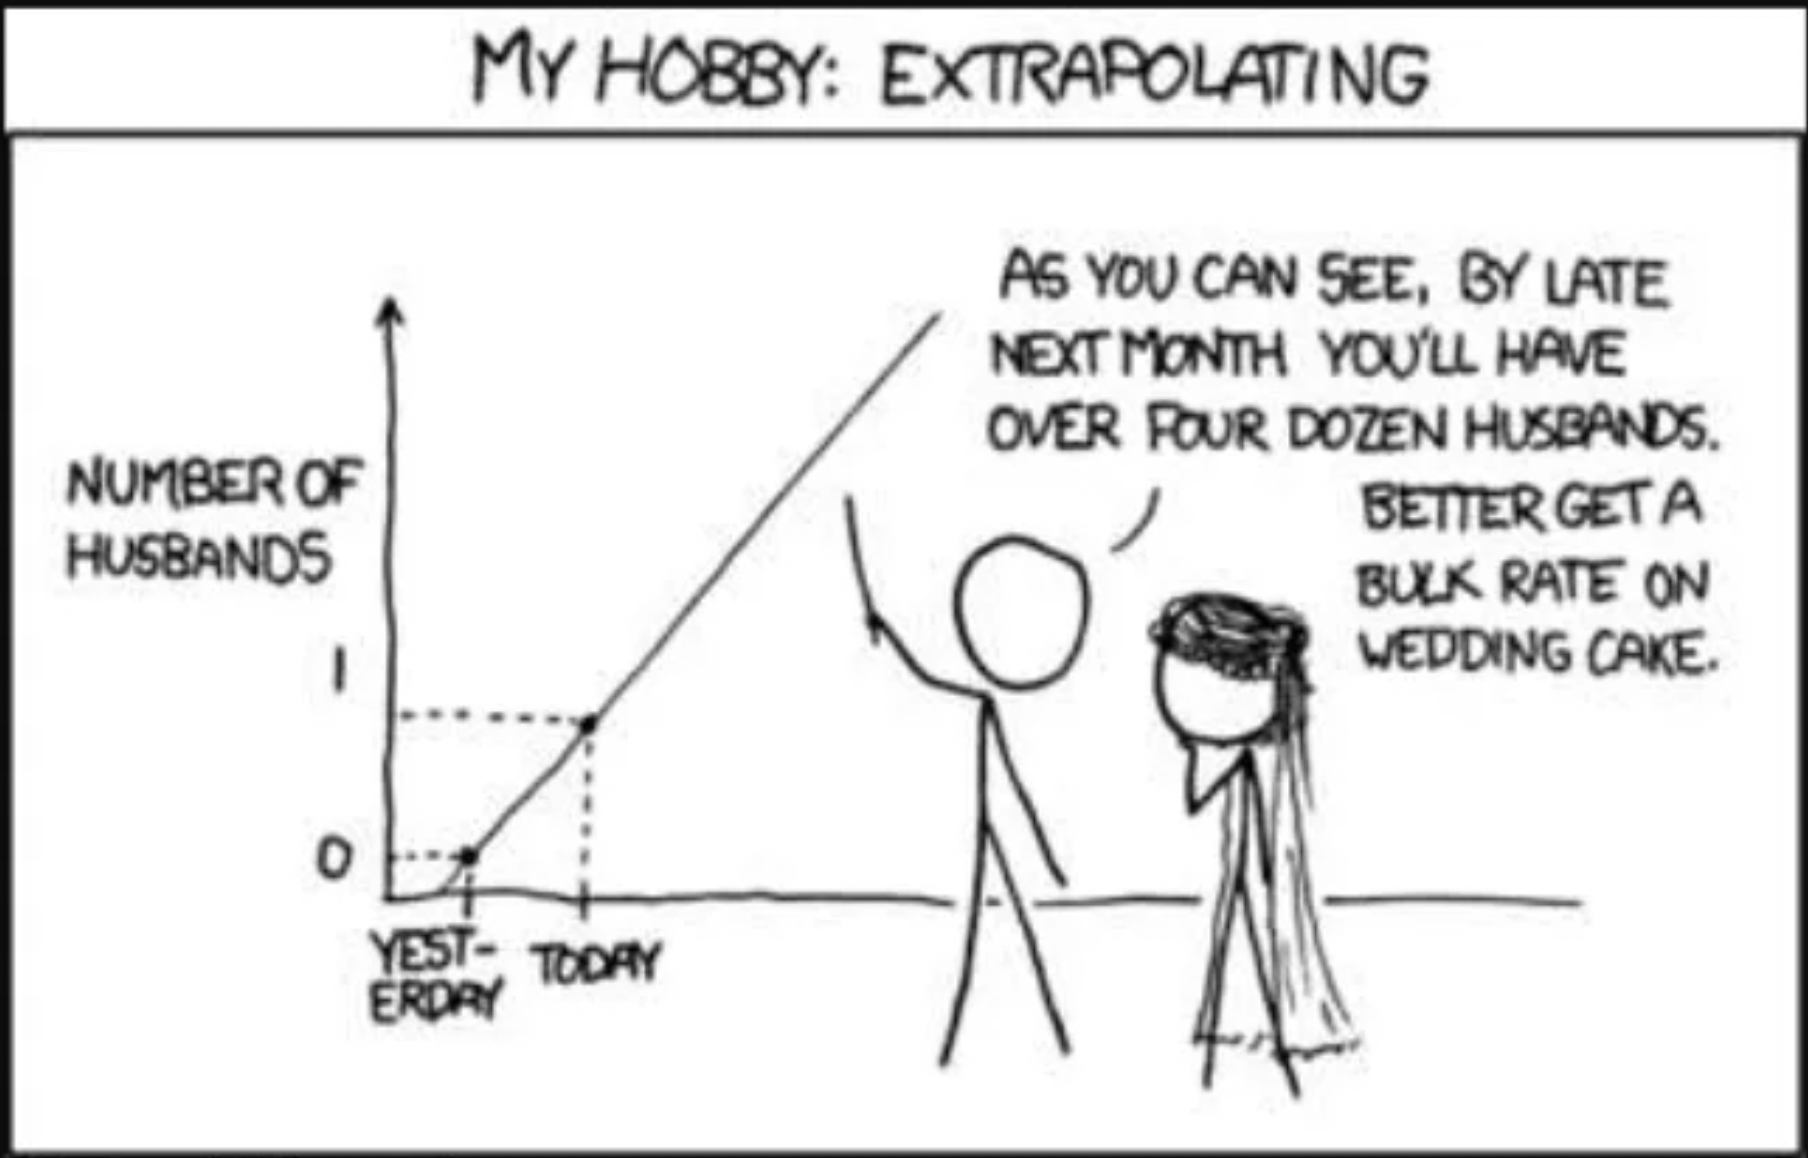 MY HOBBY: EXTRAPOLATING
AS YOU CAN SEE, BY LATE
NEXT MONTH YOU'LL HAVE
OVER FOUR DOZEN HUSBANDS.
BETTER GET A
BULK RATE ON
WEDDING CAKE.
NUMBER OF
HUSBANDS
1
0
YEST-
ERDAY
TODAY